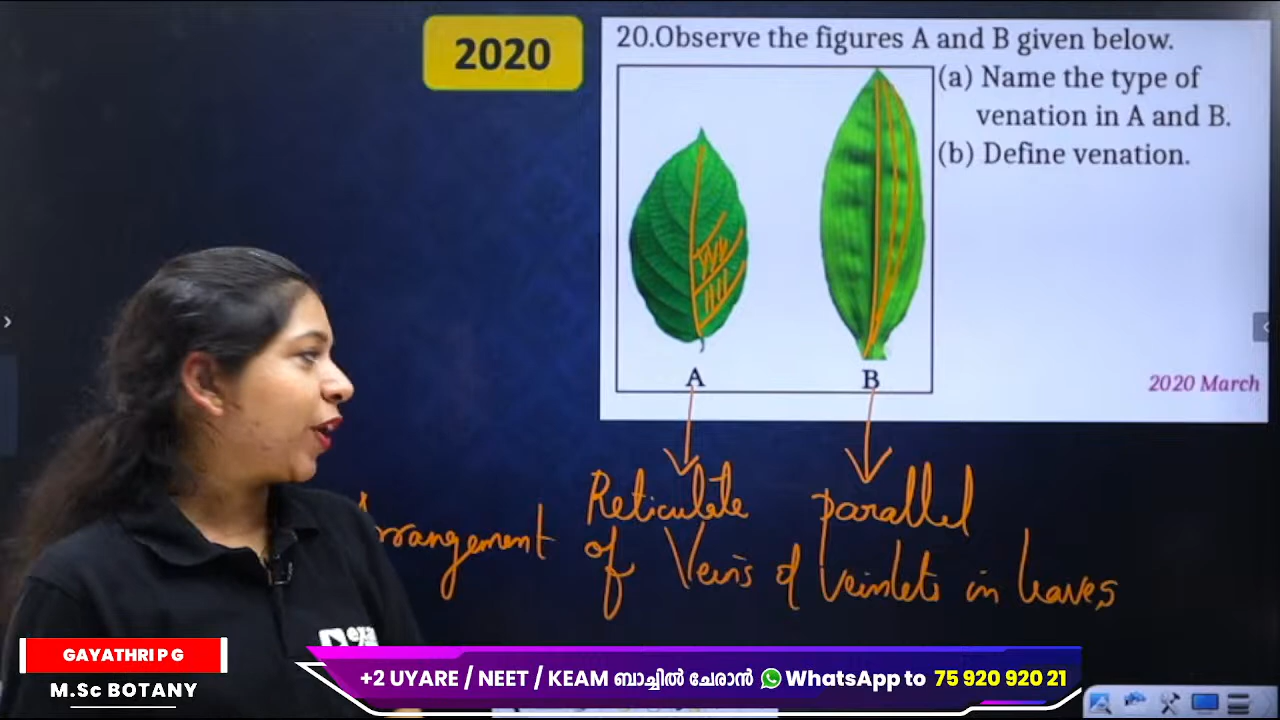 2020
20.Observe the figures A and B given below.
(a) Name the type of
venation in A and B.
(b) Define venation.
A
B
2020 March
Reticulate
parallel
Arrangement of Veins & Veinlets in leaves
GAYATHRI P G
M.Sc BOTANY
+2 UYARE / NEET / KEAM ബാച്ചിൽ ചേരാൻ WhatsApp to 75 920 920 21